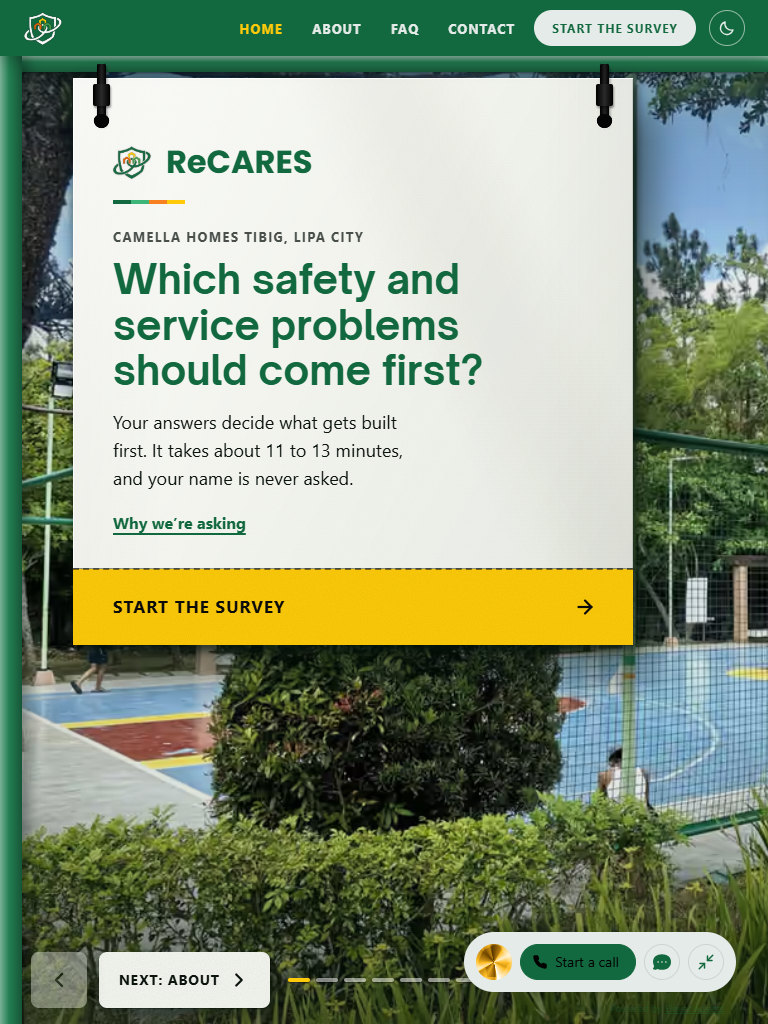 HOME
ABOUT
FAQ
CONTACT
START THE SURVEY
ReCARES
CAMELLA HOMES TIBIG, LIPA CITY
Which safety and
service problems
should come first?
Your answers decide what gets built
first. It takes about 11 to 13 minutes,
and your name is never asked.
Why we’re asking
START THE SURVEY
NEXT: ABOUT
Start a call